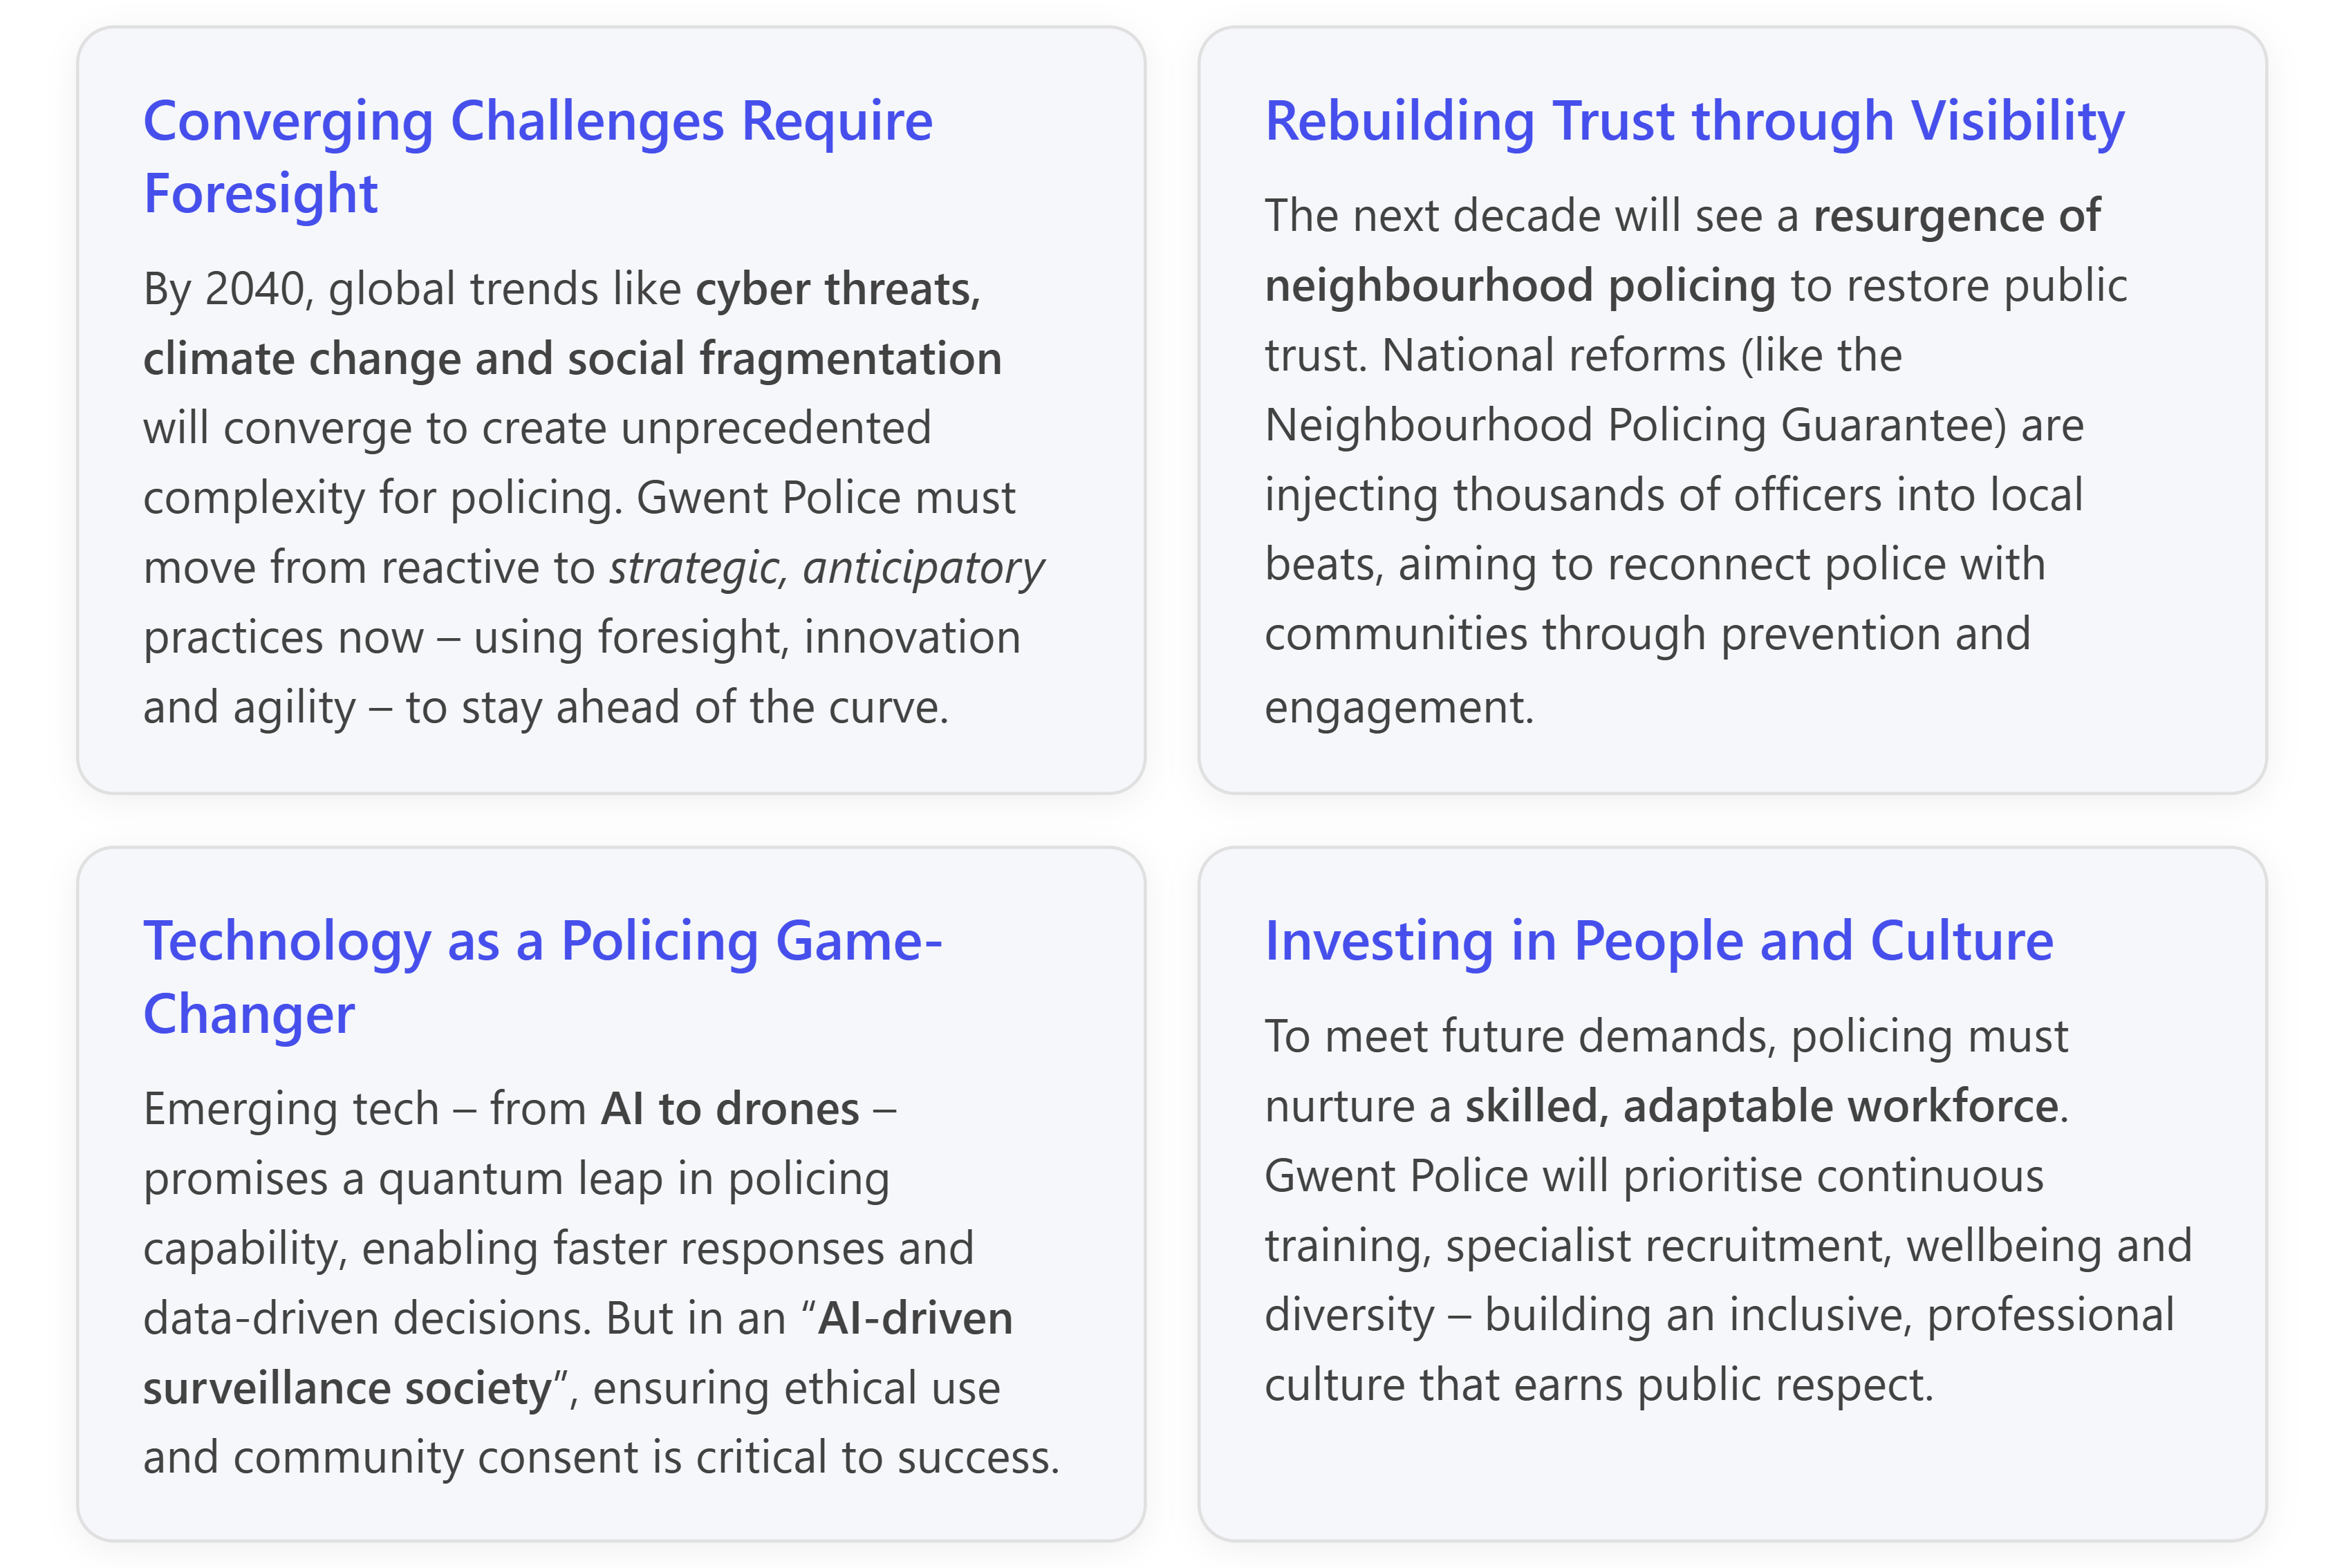 Converging Challenges Require
Foresight
By 2040, global trends like cyber threats,
climate change and social fragmentation
will converge to create unprecedented
complexity for policing. Gwent Police must
move from reactive to strategic, anticipatory
practices now – using foresight, innovation
and agility – to stay ahead of the curve.
Rebuilding Trust through Visibility
The next decade will see a resurgence of
neighbourhood policing to restore public
trust. National reforms (like the
Neighbourhood Policing Guarantee) are
injecting thousands of officers into local
beats, aiming to reconnect police with
communities through prevention and
engagement.
Technology as a Policing Game-
Changer
Emerging tech – from AI to drones –
promises a quantum leap in policing
capability, enabling faster responses and
data-driven decisions. But in an “AI-driven
surveillance society”, ensuring ethical use
and community consent is critical to success.
Investing in People and Culture
To meet future demands, policing must
nurture a skilled, adaptable workforce.
Gwent Police will prioritise continuous
training, specialist recruitment, wellbeing and
diversity – building an inclusive, professional
culture that earns public respect.